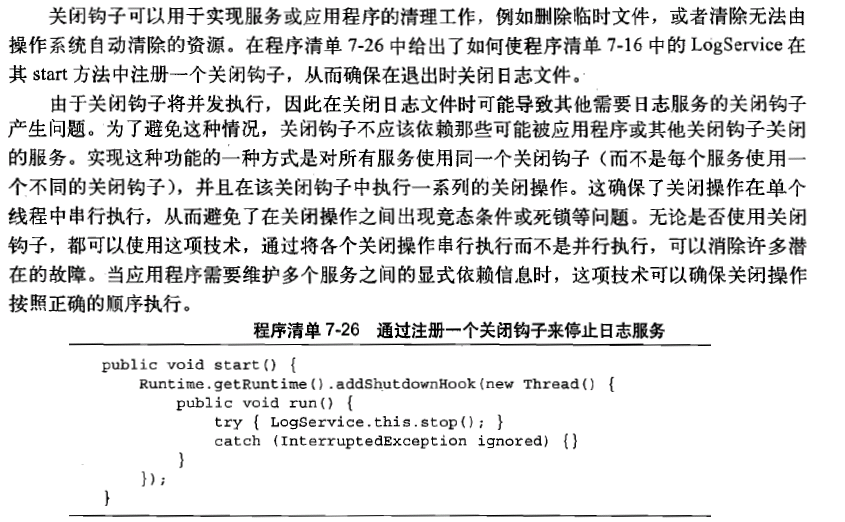 关闭钩子可以用于实现服务或应用程序的清理工作，例如删除临时文件，或者清除无法由
操作系统自动清除的资源。在程序清单 7-26 中给出了如何使程序清单 7-16 中的 LogService 在
其 start 方法中注册一个关闭钩子，从而确保在退出时关闭日志文件。
由于关闭钩子将并发执行，因此在关闭日志文件时可能导致其他需要日志服务的关闭钩子
产生问题。为了避免这种情况，关闭钩子不应该依赖那些可能被应用程序或其他关闭钩子关闭
的服务。实现这种功能的一种方式是对所有服务使用同一个关闭钩子（而不是每个服务使用一
个不同的关闭钩子），并且在该关闭钩子中执行一系列的关闭操作。这确保了关闭操作在单个
线程中串行执行，从而避免了在关闭操作之间出现竞态条件或死锁等问题。无论是否使用关闭
钩子，都可以使用这项技术，通过将各个关闭操作串行执行而不是并行执行，可以消除许多潜
在的故障。当应用程序需要维护多个服务之间的显式依赖信息时，这项技术可以确保关闭操作
按照正确的顺序执行。
程序清单 7-26 通过注册一个关闭钩子来停止日志服务
public void start() {
Runtime.getRuntime().addShutdownHook(new Thread() {
public void run() {
try { LogService.this.stop(); }
catch (InterruptedException ignored) {}
}
});
}